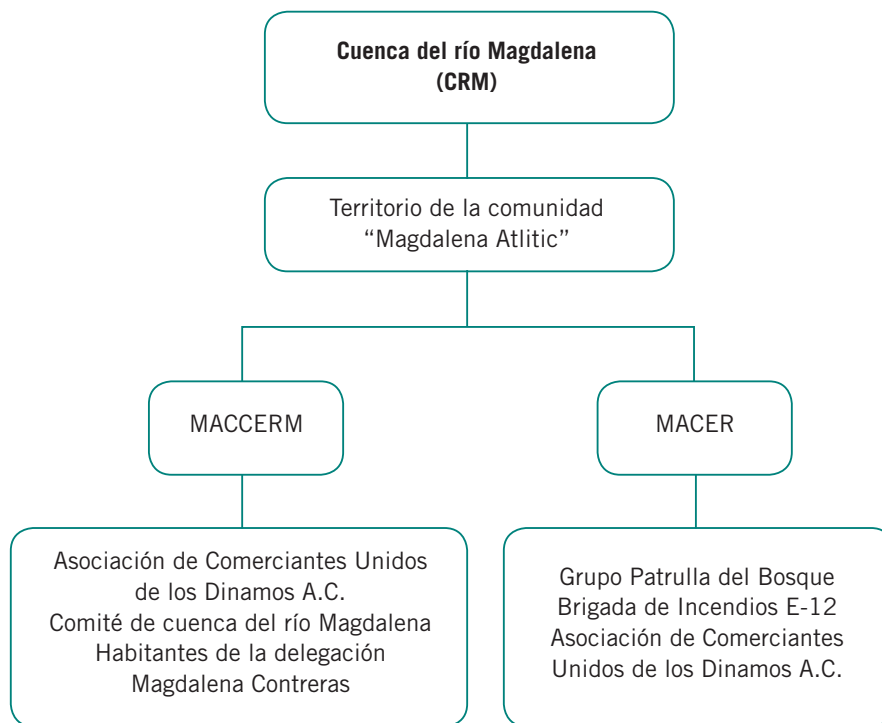 Cuenca del río Magdalena
(CRM)
Territorio de la comunidad
“Magdalena Atlitic”
MACCERM
MACER
Asociación de Comerciantes Unidos
de los Dinamos A.C.
Comité de cuenca del río Magdalena
Habitantes de la delegación
Magdalena Contreras
Grupo Patrulla del Bosque
Brigada de Incendios E-12
Asociación de Comerciantes
Unidos de los Dinamos A.C.